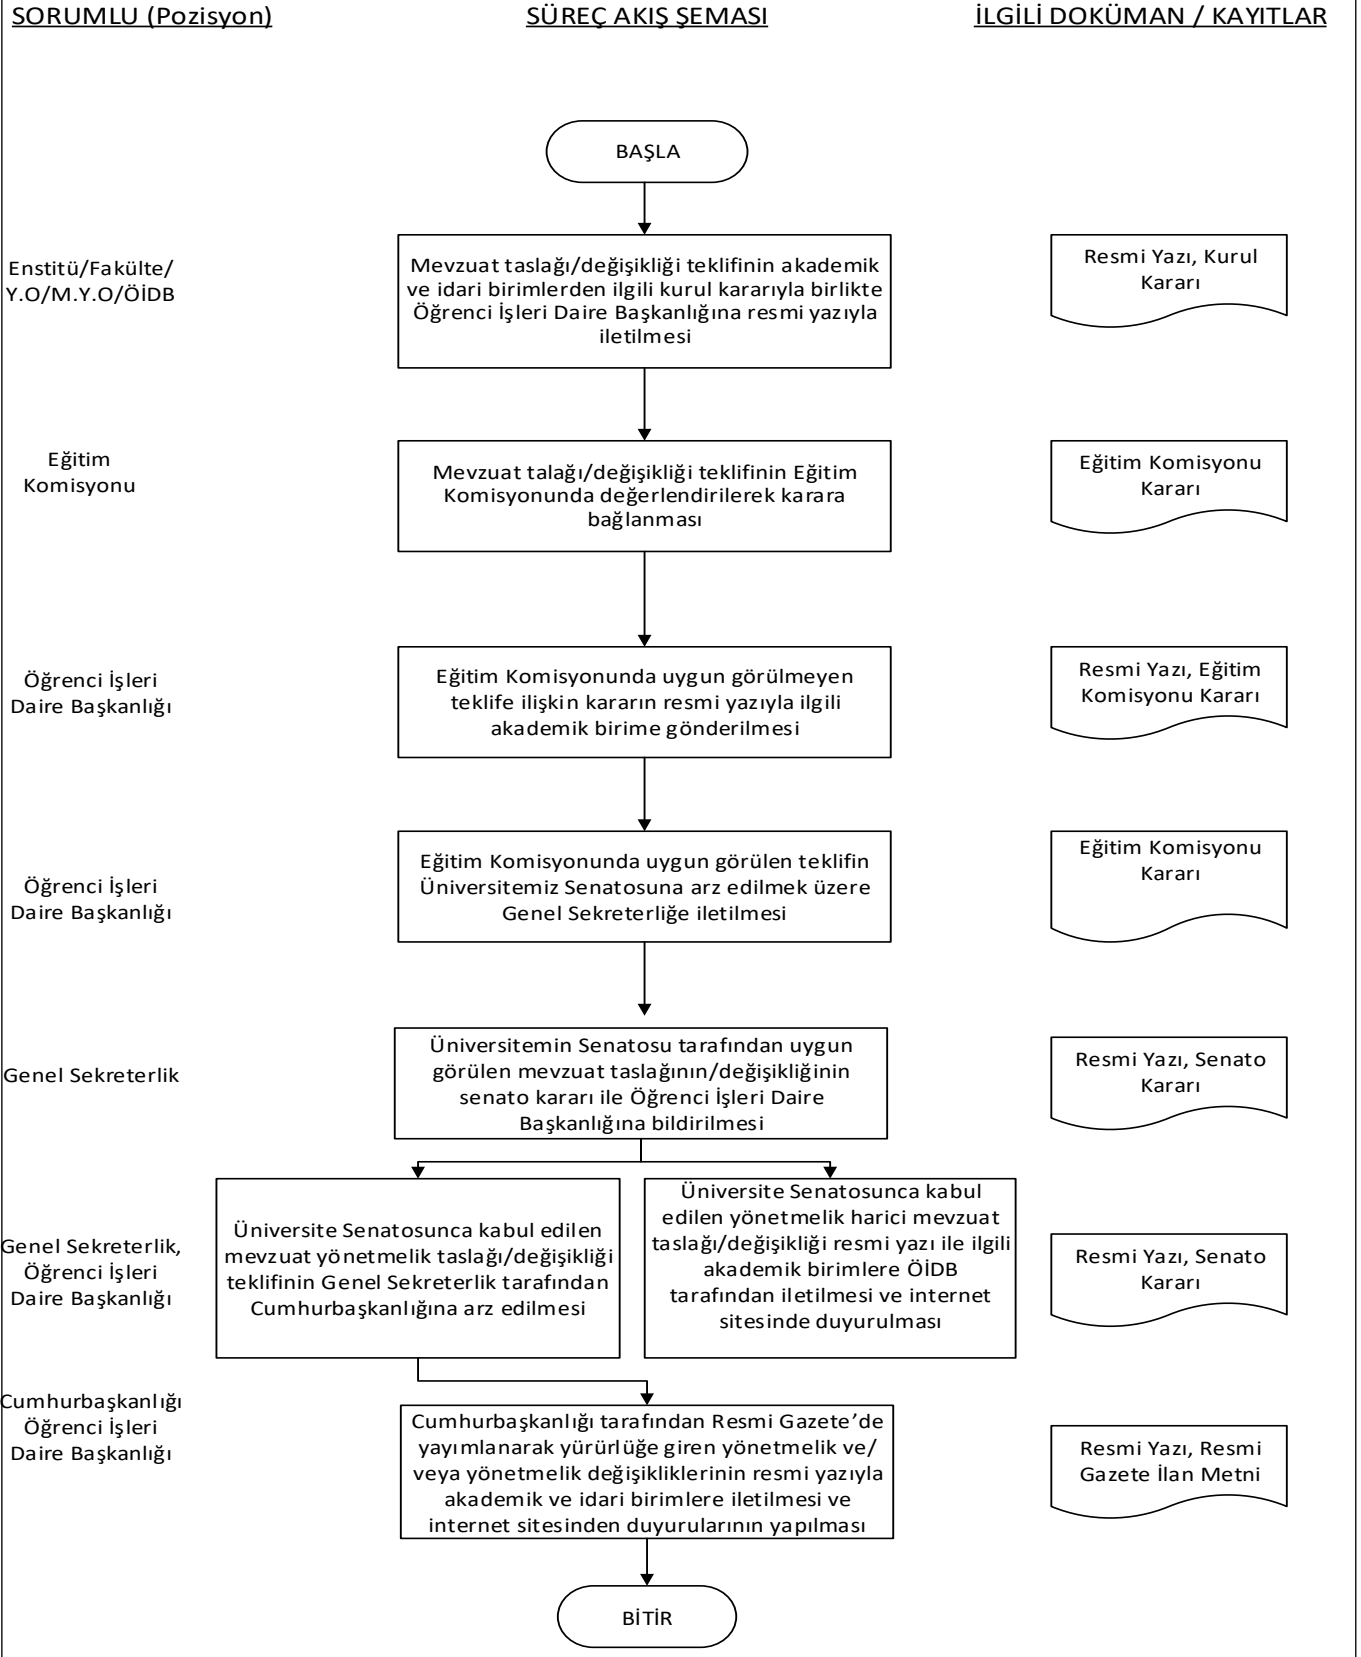 SORUMLU (Pozisyon)
SÜREÇ AKIŞ ŞEMASI
İLGİLİ DOKÜMAN / KAYITLAR
BAŞLA
Enstitü/Fakülte/
Y.O/M.Y.O/ÖİDB
Mevzuat taslağı/değişikliği teklifinin akademik
ve idari birimlerden ilgili kurul kararıyla birlikte
Öğrenci İşleri Daire Başkanlığına resmi yazıyla
iletilmesi
Resmi Yazı, Kurul
Kararı
Eğitim
Komisyonu
Mevzuat talağı/değişikliği teklifinin Eğitim
Komisyonunda değerlendirilerek karara
bağlanması
Eğitim Komisyonu
Kararı
Öğrenci İşleri
Daire Başkanlığı
Eğitim Komisyonunda uygun görülmeyen
teklife ilişkin kararın resmi yazıyla ilgili
akademik birime gönderilmesi
Resmi Yazı, Eğitim
Komisyonu Kararı
Öğrenci İşleri
Daire Başkanlığı
Eğitim Komisyonunda uygun görülen teklifin
Üniversitemiz Senatosuna arz edilmek üzere
Genel Sekreterliğe iletilmesi
Eğitim Komisyonu
Kararı
Genel Sekreterlik
Üniversitemin Senatosu tarafından uygun
görülen mevzuat taslağının/değişikliğinin
senato kararı ile Öğrenci İşleri Daire
Başkanlığına bildirilmesi
Resmi Yazı, Senato
Kararı
Genel Sekreterlik,
Öğrenci İşleri
Daire Başkanlığı
Üniversite Senatosunca kabul edilen
mevzuat yönetmelik taslağı/değişikliği
teklifinin Genel Sekreterlik tarafından
Cumhurbaşkanlığına arz edilmesi
Üniversite Senatosunca kabul
edilen yönetmelik harici mevzuat
taslağı/değişikliği resmi yazı ile ilgili
akademik birimlere ÖİDB
tarafından iletilmesi ve internet
sitesinde duyurulması
Resmi Yazı, Senato
Kararı
Cumhurbaşkanlığı
Öğrenci İşleri
Daire Başkanlığı
Cumhurbaşkanlığı tarafından Resmi Gazete’de
yayımlanarak yürürlüğe giren yönetmelik ve/
veya yönetmelik değişikliklerinin resmi yazıyla
akademik ve idari birimlere iletilmesi ve
internet sitesinden duyurularının yapılması
Resmi Yazı, Resmi
Gazete İlan Metni
BİTİR